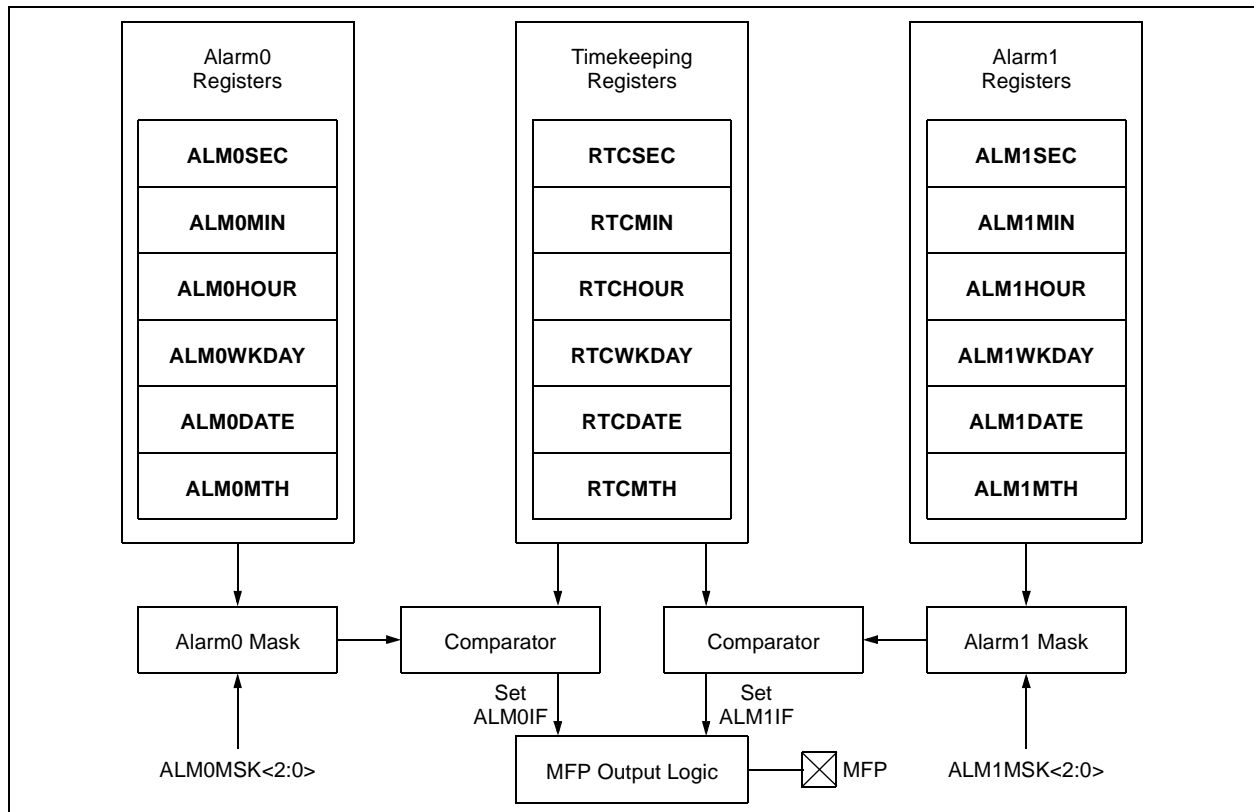 Alarm0
Registers
ALM0SEC
ALM0MIN
ALM0HOUR
ALM0WKDAY
ALM0DATE
ALM0MTH
Timekeeping
Registers
RTCSEC
RTCMIN
RTCHOUR
RTCWKDAY
RTCDATE
RTCMTH
Alarm1
Registers
ALM1SEC
ALM1MIN
ALM1HOUR
ALM1WKDAY
ALM1DATE
ALM1MTH
Alarm0 Mask
Comparator
Comparator
Alarm1 Mask
Set
ALM0IF
Set
ALM1IF
ALM0MSK<2:0>
MFP Output Logic
MFP
ALM1MSK<2:0>